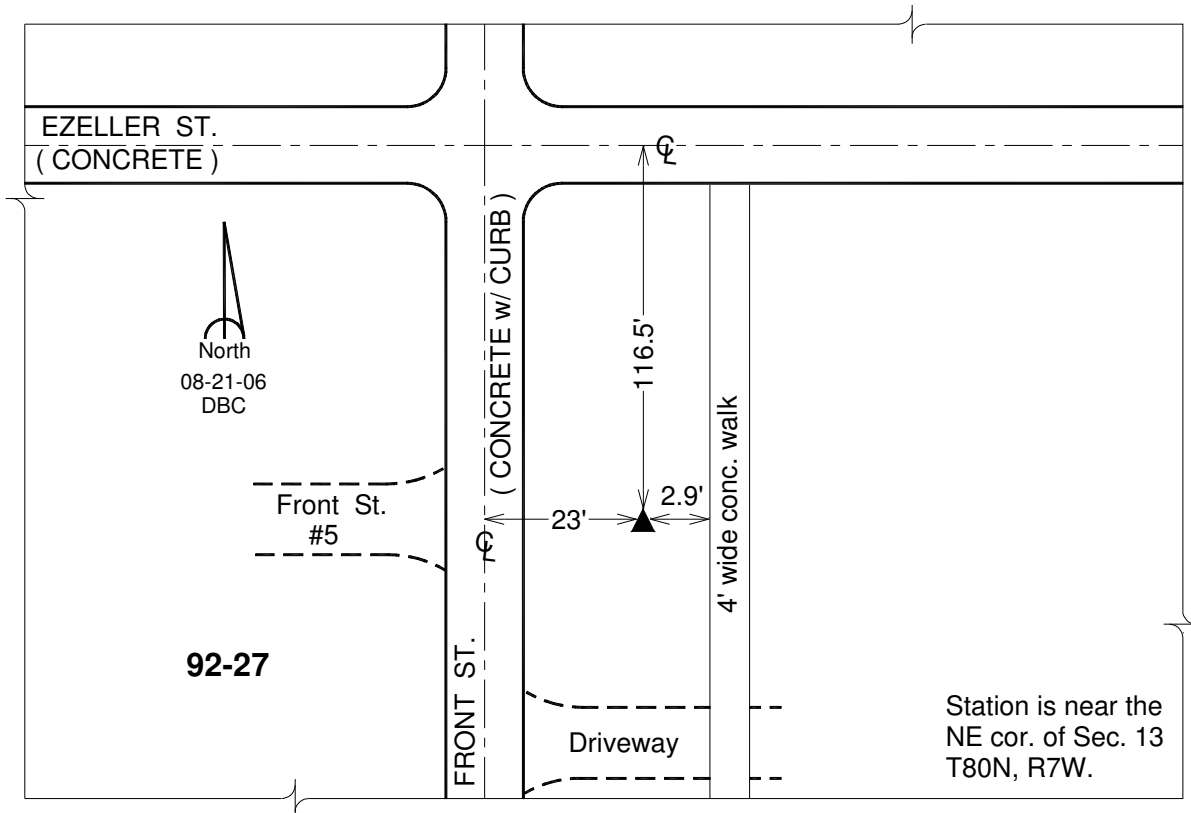 EZELLER ST.
( CONCRETE )
℄
( CONCRETE w/ CURB )
116.5'
North
08-21-06
DBC
4' wide conc. walk
2.9'
23'
Front St.
#5
℄
92-27
FRONT ST.
Driveway
Station is near the
NE cor. of Sec. 13
T80N, R7W.